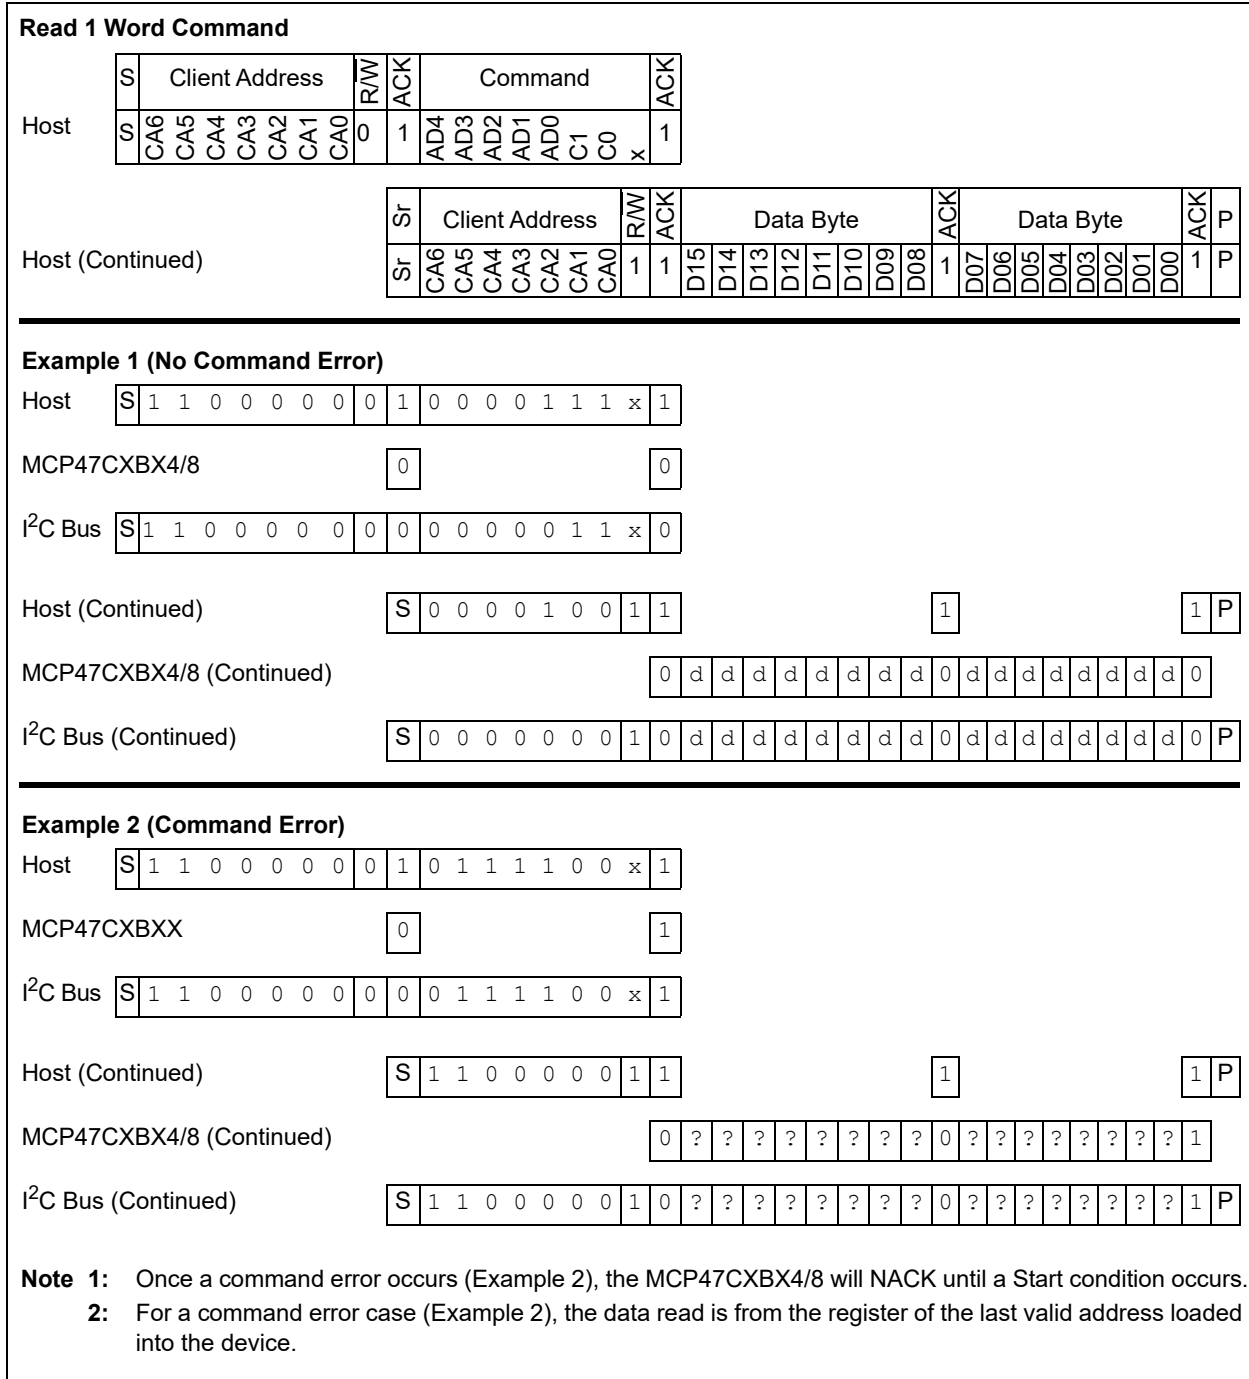 Read 1 Word Command
S Client Address R/W ACK Command ACK
Host S CA6 CA5 CA4 CA3 CA2 CA1 CA0 0 1 AD4 AD3 AD2 AD1 AD0 C1 C0 x 1
Sr Client Address R/W ACK Data Byte ACK Data Byte ACK P
Host (Continued) Sr CA6 CA5 CA4 CA3 CA2 CA1 CA0 1 1 D15 D14 D13 D12 D11 D10 D09 D08 1 D07 D06 D05 D04 D03 D02 D01 D00 1 P
Example 1 (No Command Error)
Host S 1 1 0 0 0 0 0 0 1 0 0 0 0 1 1 1 x 1
MCP47CXBX4/8 0 0
I2C Bus S 1 1 0 0 0 0 0 0 0 0 0 0 0 0 1 1 x 0
Host (Continued) S 0 0 0 0 1 0 0 1 1 1 1 P
MCP47CXBX4/8 (Continued) 0 d d d d d d d d 0 d d d d d d d d 0
I2C Bus (Continued) S 0 0 0 0 0 0 0 1 0 d d d d d d d d 0 d d d d d d d d 0 P
Example 2 (Command Error)
Host S 1 1 0 0 0 0 0 0 1 0 1 1 1 1 0 0 x 1
MCP47CXBXX 0 1
I2C Bus S 1 1 0 0 0 0 0 0 0 0 1 1 1 1 0 0 x 1
Host (Continued) S 1 1 0 0 0 0 0 1 1 1 1 P
MCP47CXBX4/8 (Continued) 0 ? ? ? ? ? ? ? ? 0 ? ? ? ? ? ? ? ? 1
I2C Bus (Continued) S 1 1 0 0 0 0 0 1 0 ? ? ? ? ? ? ? ? 0 ? ? ? ? ? ? ? ? 1 P
Note 1: Once a command error occurs (Example 2), the MCP47CXBX4/8 will NACK until a Start condition occurs.
2: For a command error case (Example 2), the data read is from the register of the last valid address loaded
into the device.